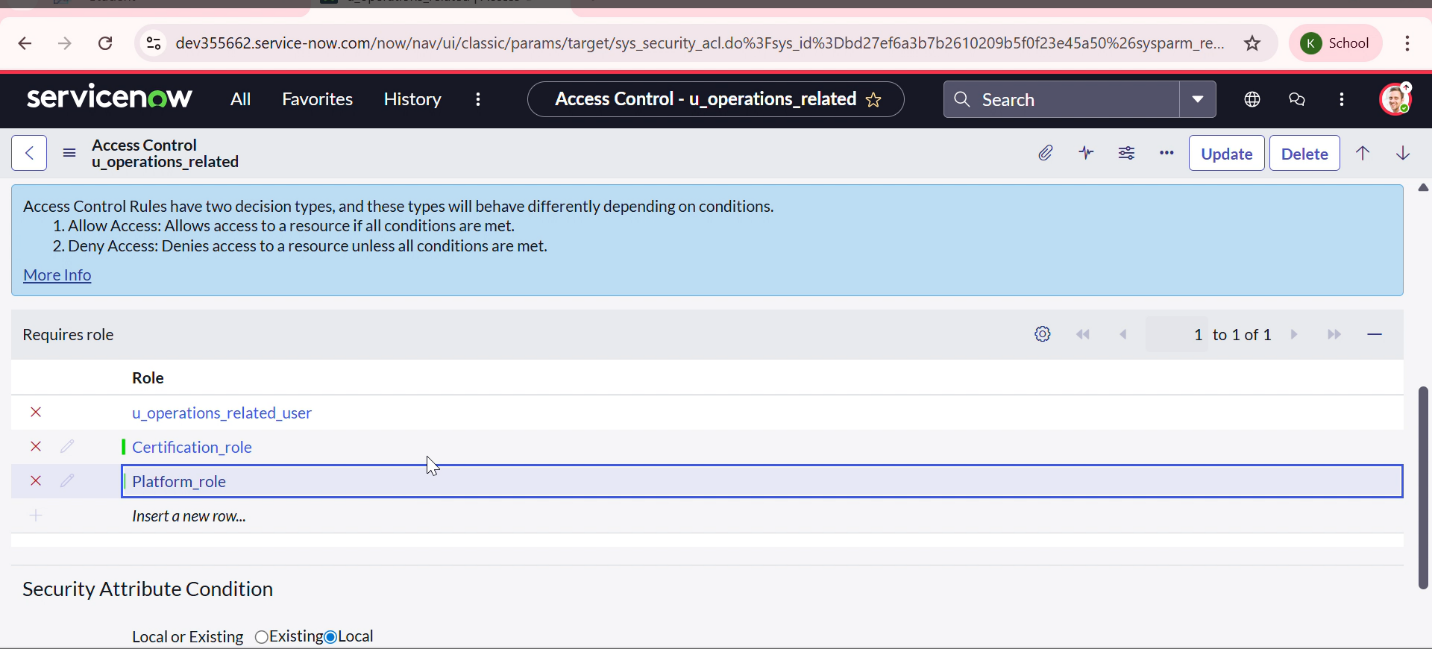 dev355662.service-now.com/now/nav/ui/classic/params/target/sys_security_acl.do%3Fsys_id%3Dbd27ef6a3b7b2610209b5f0f23e45a50%26sysparm_re...
K School
servicenow All Favorites History Access Control - u_operations_related Search
Access Control
u_operations_related
Update Delete
Access Control Rules have two decision types, and these types will behave differently depending on conditions.
1. Allow Access: Allows access to a resource if all conditions are met.
2. Deny Access: Denies access to a resource unless all conditions are met.
More Info
Requires role 1 to 1 of 1
Role
u_operations_related_user
Certification_role
Platform_role
Insert a new row...
Security Attribute Condition
Local or Existing Existing Local